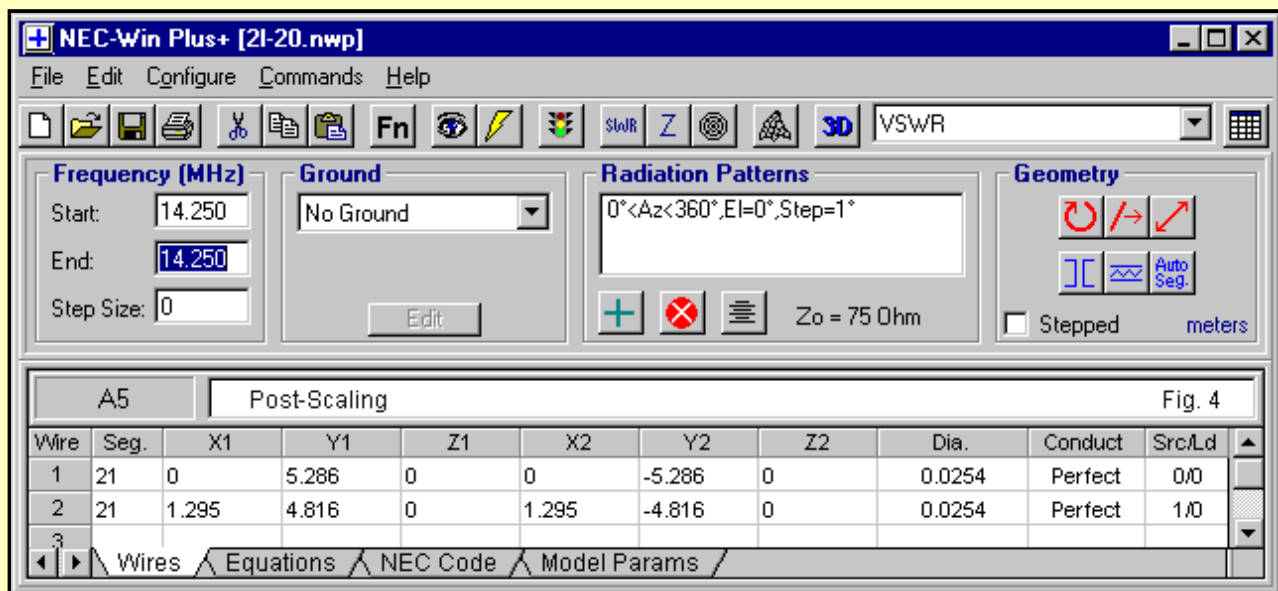 NEC-Win Plus+ [2l-20.nwp]
File Edit Configure Commands Help
Fn SWR Z 3D VSWR
Frequency (MHz)
Start: 14.250
End: 14.250
Step Size: 0
Ground
No Ground
Edit
Radiation Patterns
0°<Az<360°,El=0°,Step=1°
Zo = 75 Ohm
Geometry
Auto
Seg.
Stepped meters
A5 Post-Scaling Fig. 4
Wire Seg. X1 Y1 Z1 X2 Y2 Z2 Dia. Conduct Src/Ld
1 21 0 5.286 0 0 -5.286 0 0.0254 Perfect 0/0
2 21 1.295 4.816 0 1.295 -4.816 0 0.0254 Perfect 1/0
3
Wires Equations NEC Code Model Params